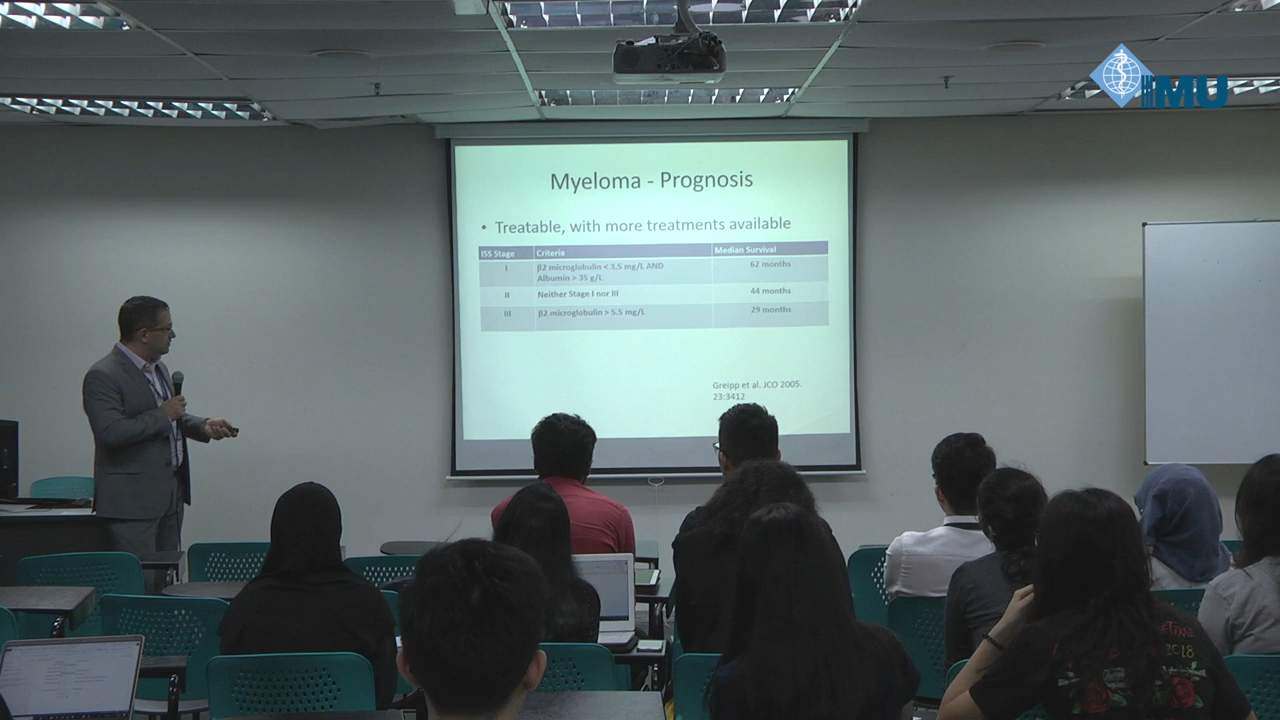 IMU
Myeloma - Prognosis
• Treatable, with more treatments available
ISS Stage Criteria Median Survival
I β2 microglobulin < 3.5 mg/L AND 62 months
Albumin > 35 g/L
II Neither Stage I nor III 44 months
III β2 microglobulin > 5.5 mg/L 29 months
Greipp et al. JCO 2005.
23:3412
2018